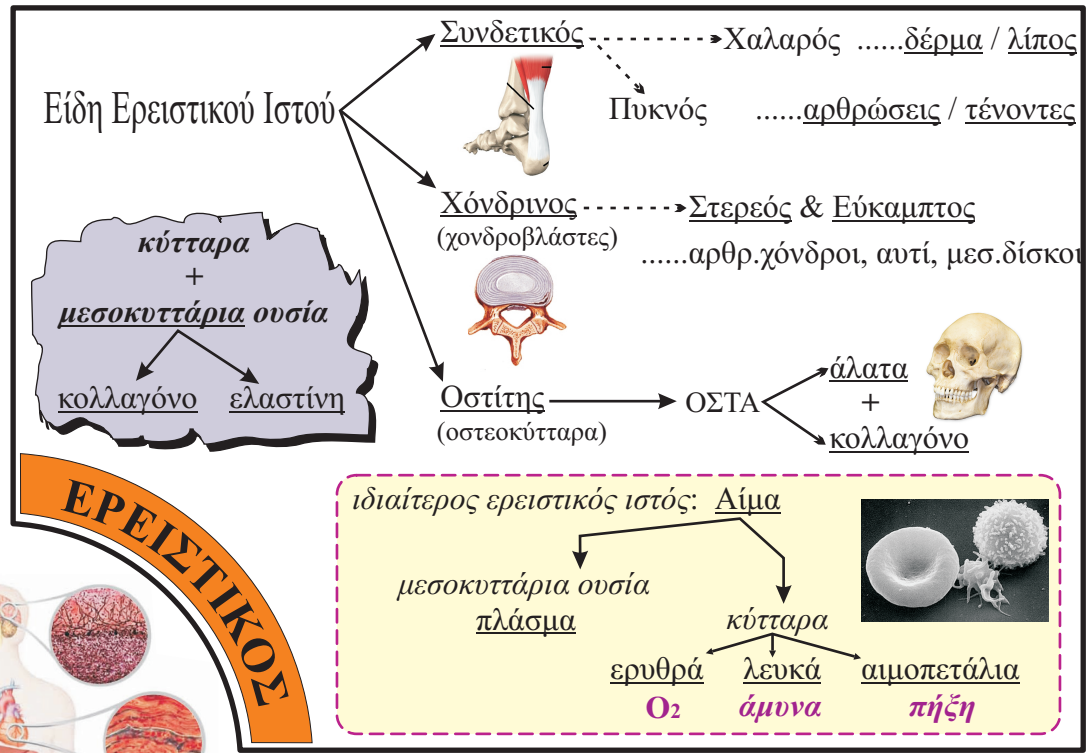 Είδη Ερειστικού Ιστού
Συνδετικός
Χαλαρός ......δέρμα / λίπος
Πυκνός ......αρθρώσεις / τένοντες
Χόνδρινος
(χονδροβλάστες)
Στερεός & Εύκαμπτος
......αρθρ.χόνδροι, αυτί, μεσ.δίσκοι
Οστίτης
(οστεοκύτταρα)
ΟΣΤΑ
άλατα
+
κολλαγόνο
κύτταρα
+
μεσοκυττάρια ουσία
κολλαγόνο ελαστίνη
ΕΡΕΙΣΤΙΚΟΣ
ιδιαίτερος ερειστικός ιστός: Αίμα
μεσοκυττάρια ουσία
πλάσμα
κύτταρα
ερυθρά λευκά αιμοπετάλια
O2 άμυνα πήξη